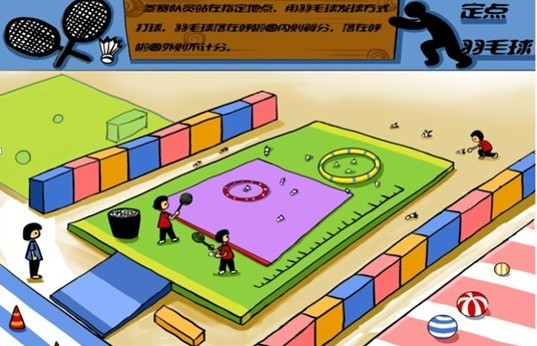 参赛队员站在指定地点，用羽毛球发球方式
打球，羽毛球落在呼啦圈内则得分，落在呼
啦圈外则不计分。
定点
羽毛球